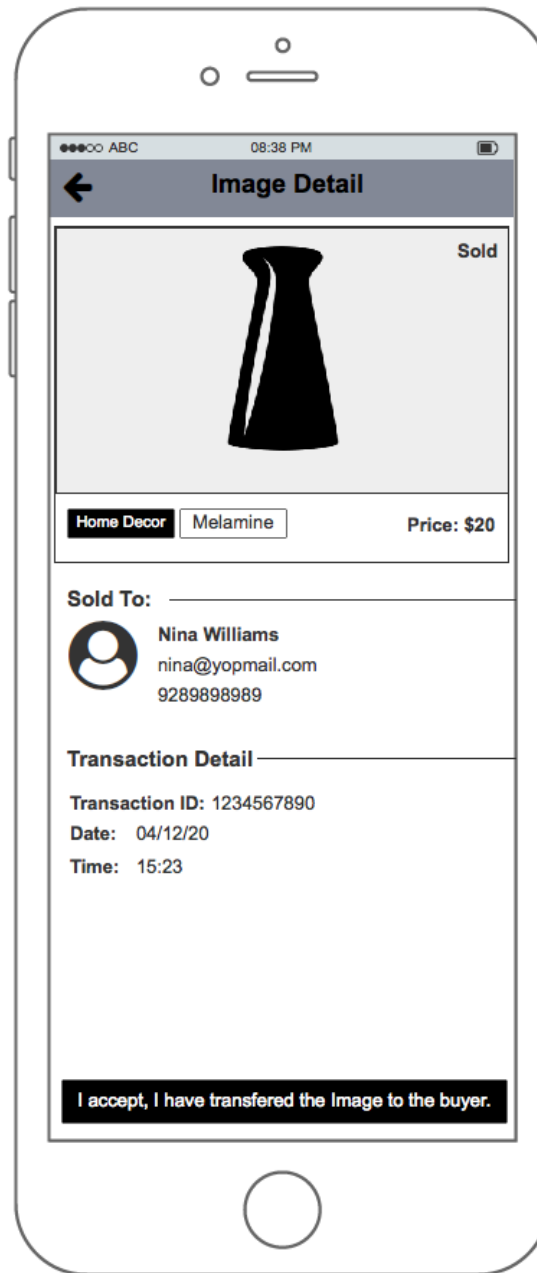 ABC 08:38 PM
Image Detail
Sold
Home Decor Melamine Price: $20
Sold To:
Nina Williams
nina@yopmail.com
9289898989
Transaction Detail
Transaction ID: 1234567890
Date: 04/12/20
Time: 15:23
I accept, I have transfered the Image to the buyer.